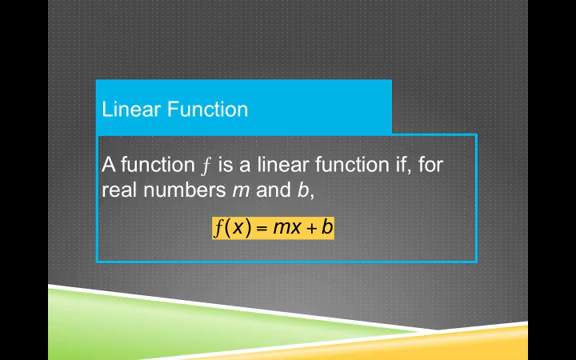 Linear Function
A function f is a linear function if, for
real numbers m and b,
f(x) = mx + b